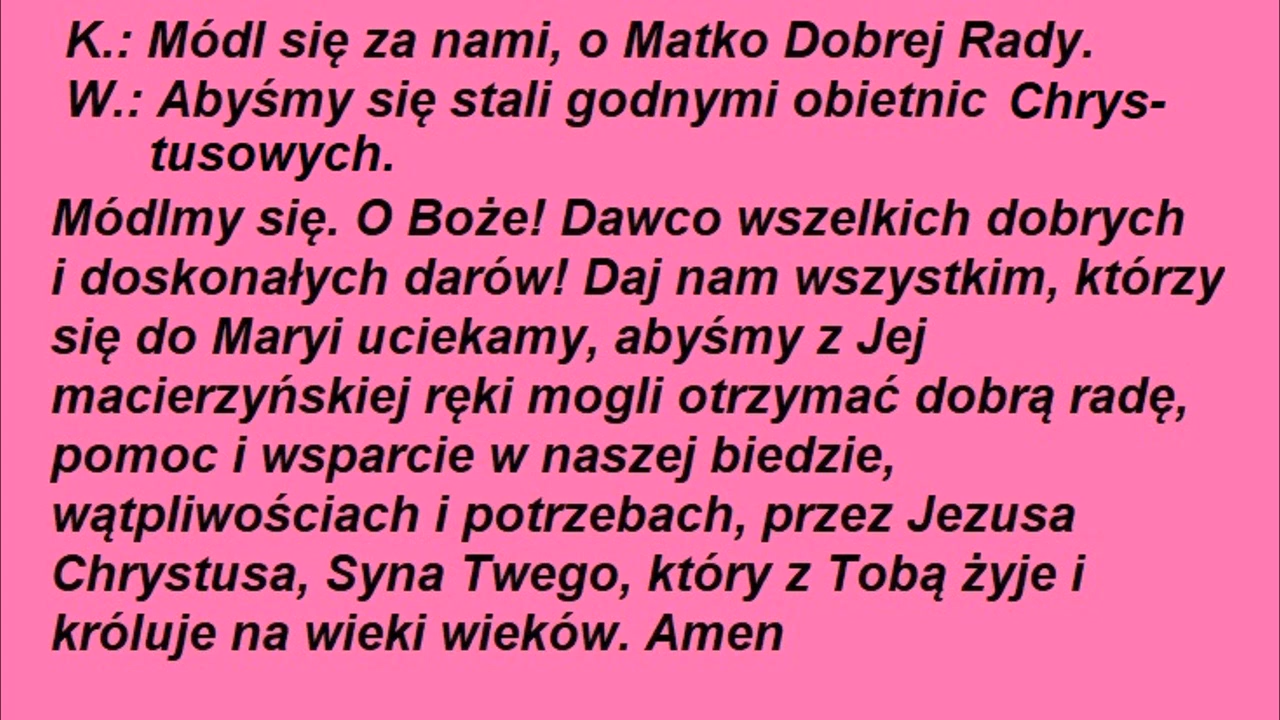 K.: Módl się za nami, o Matko Dobrej Rady.
W.: Abyśmy się stali godnymi obietnic Chrys-
tusowych.
Módlmy się. O Boże! Dawco wszelkich dobrych
i doskonałych darów! Daj nam wszystkim, którzy
się do Maryi uciekamy, abyśmy z Jej
macierzyńskiej ręki mogli otrzymać dobrą radę,
pomoc i wsparcie w naszej biedzie,
wątpliwościach i potrzebach, przez Jezusa
Chrystusa, Syna Twego, który z Tobą żyje i
króluje na wieki wieków. Amen